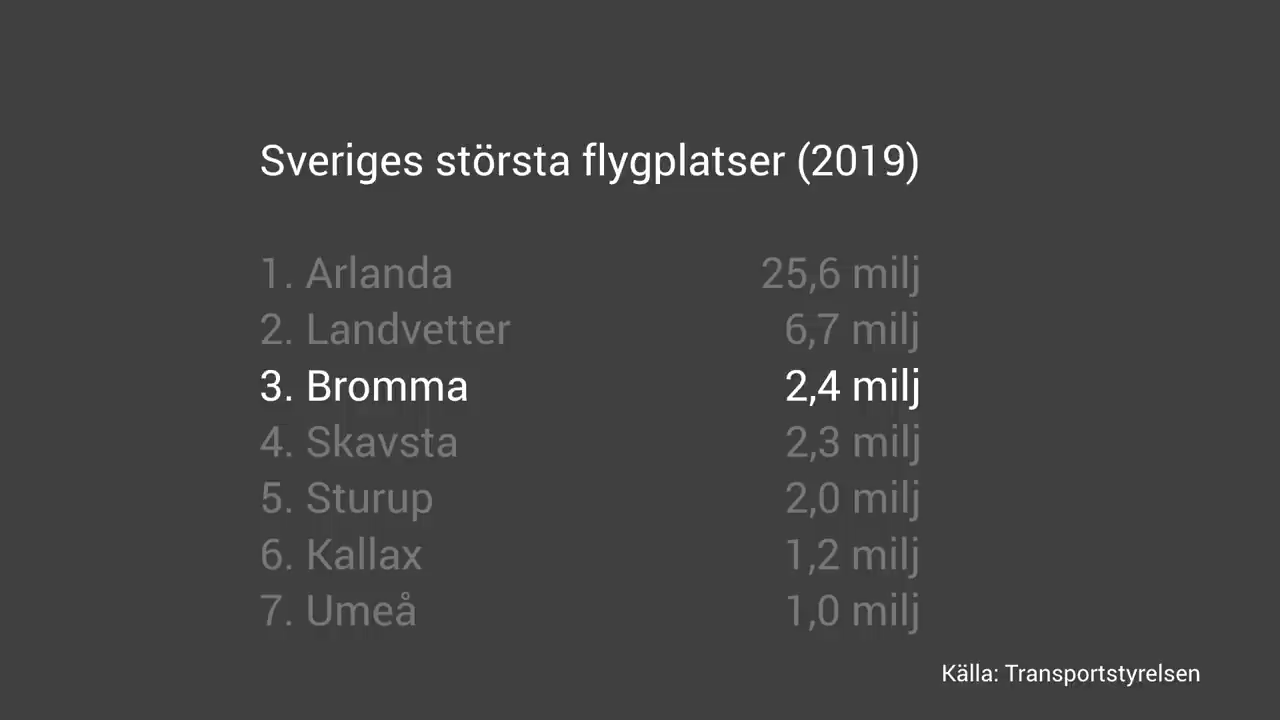 Sveriges största flygplatser (2019)
1. Arlanda 25,6 milj
2. Landvetter 6,7 milj
3. Bromma 2,4 milj
4. Skavsta 2,3 milj
5. Sturup 2,0 milj
6. Kallax 1,2 milj
7. Umeå 1,0 milj
Källa: Transportstyrelsen